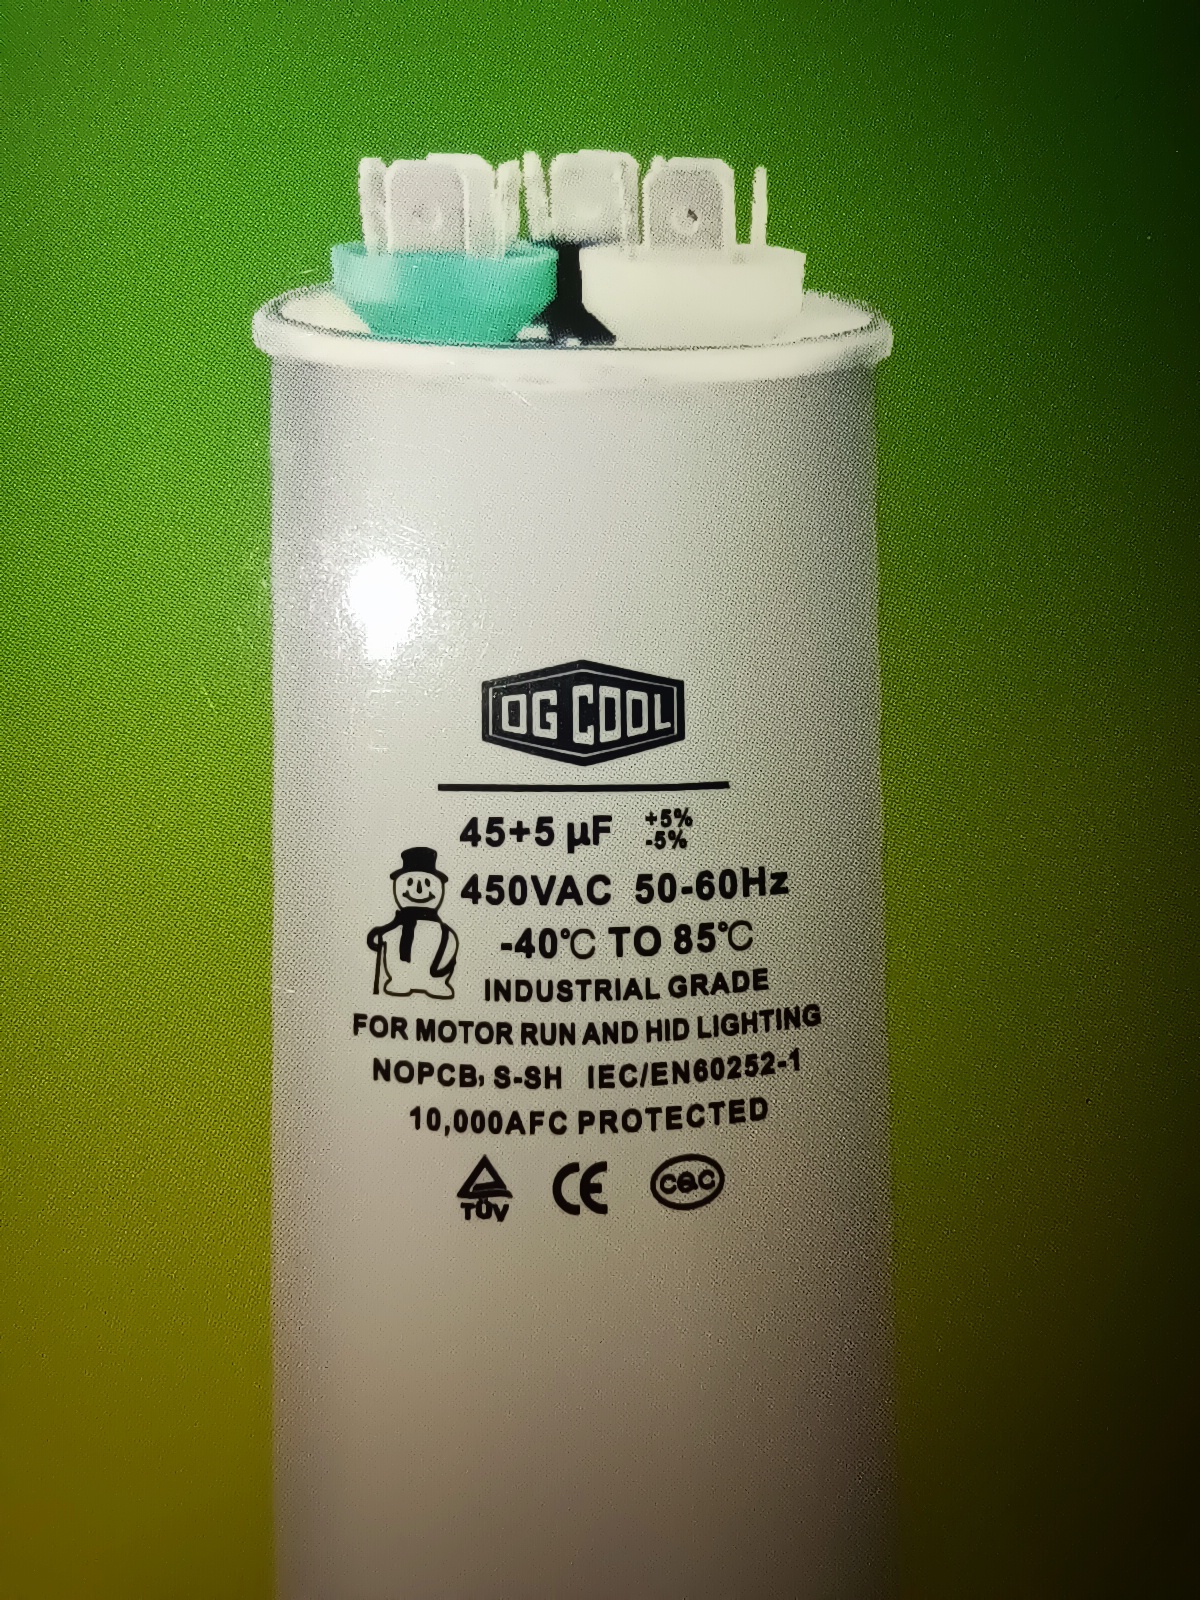 OG COOL
45+5 µF +5% -5%
450VAC 50-60Hz
-40℃ TO 85℃
INDUSTRIAL GRADE
FOR MOTOR RUN AND HID LIGHTING
NOPCB, S-SH IEC/EN60252-1
10,000AFC PROTECTED
TÜV CE CQC